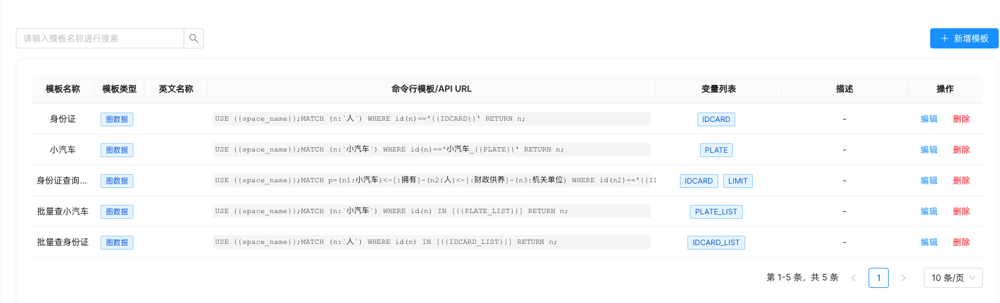 请输入模板名称进行搜索
新增模板
模板名称 模板类型 英文名称 命令行模板/API URL 变量列表 描述 操作
身份证 图数据 USE {{space_name}};MATCH (n:`人`) WHERE id(n)=='{{IDCARD}}' RETURN n; IDCARD - 编辑 删除
小汽车 图数据 USE {{space_name}};MATCH (n:`小汽车`) WHERE id(n)=='小汽车_{{PLATE}}' RETURN n; PLATE - 编辑 删除
身份证查询... 图数据 USE {{space_name}};MATCH p=(n1:小汽车)<-[:拥有]-(n2:人)<-[:财政供养]-(n3:机关单位) WHERE id(n2)=='{{ID IDCARD LIMIT - 编辑 删除
批量查小汽车 图数据 USE {{space_name}};MATCH (n:`小汽车`) WHERE id(n) IN [{{PLATE_LIST}}] RETURN n; PLATE_LIST - 编辑 删除
批量查身份证 图数据 USE {{space_name}};MATCH (n:`人`) WHERE id(n) IN [{{IDCARD_LIST}}] RETURN n; IDCARD_LIST - 编辑 删除
第 1-5 条，共 5 条 < 1 > 10 条/页